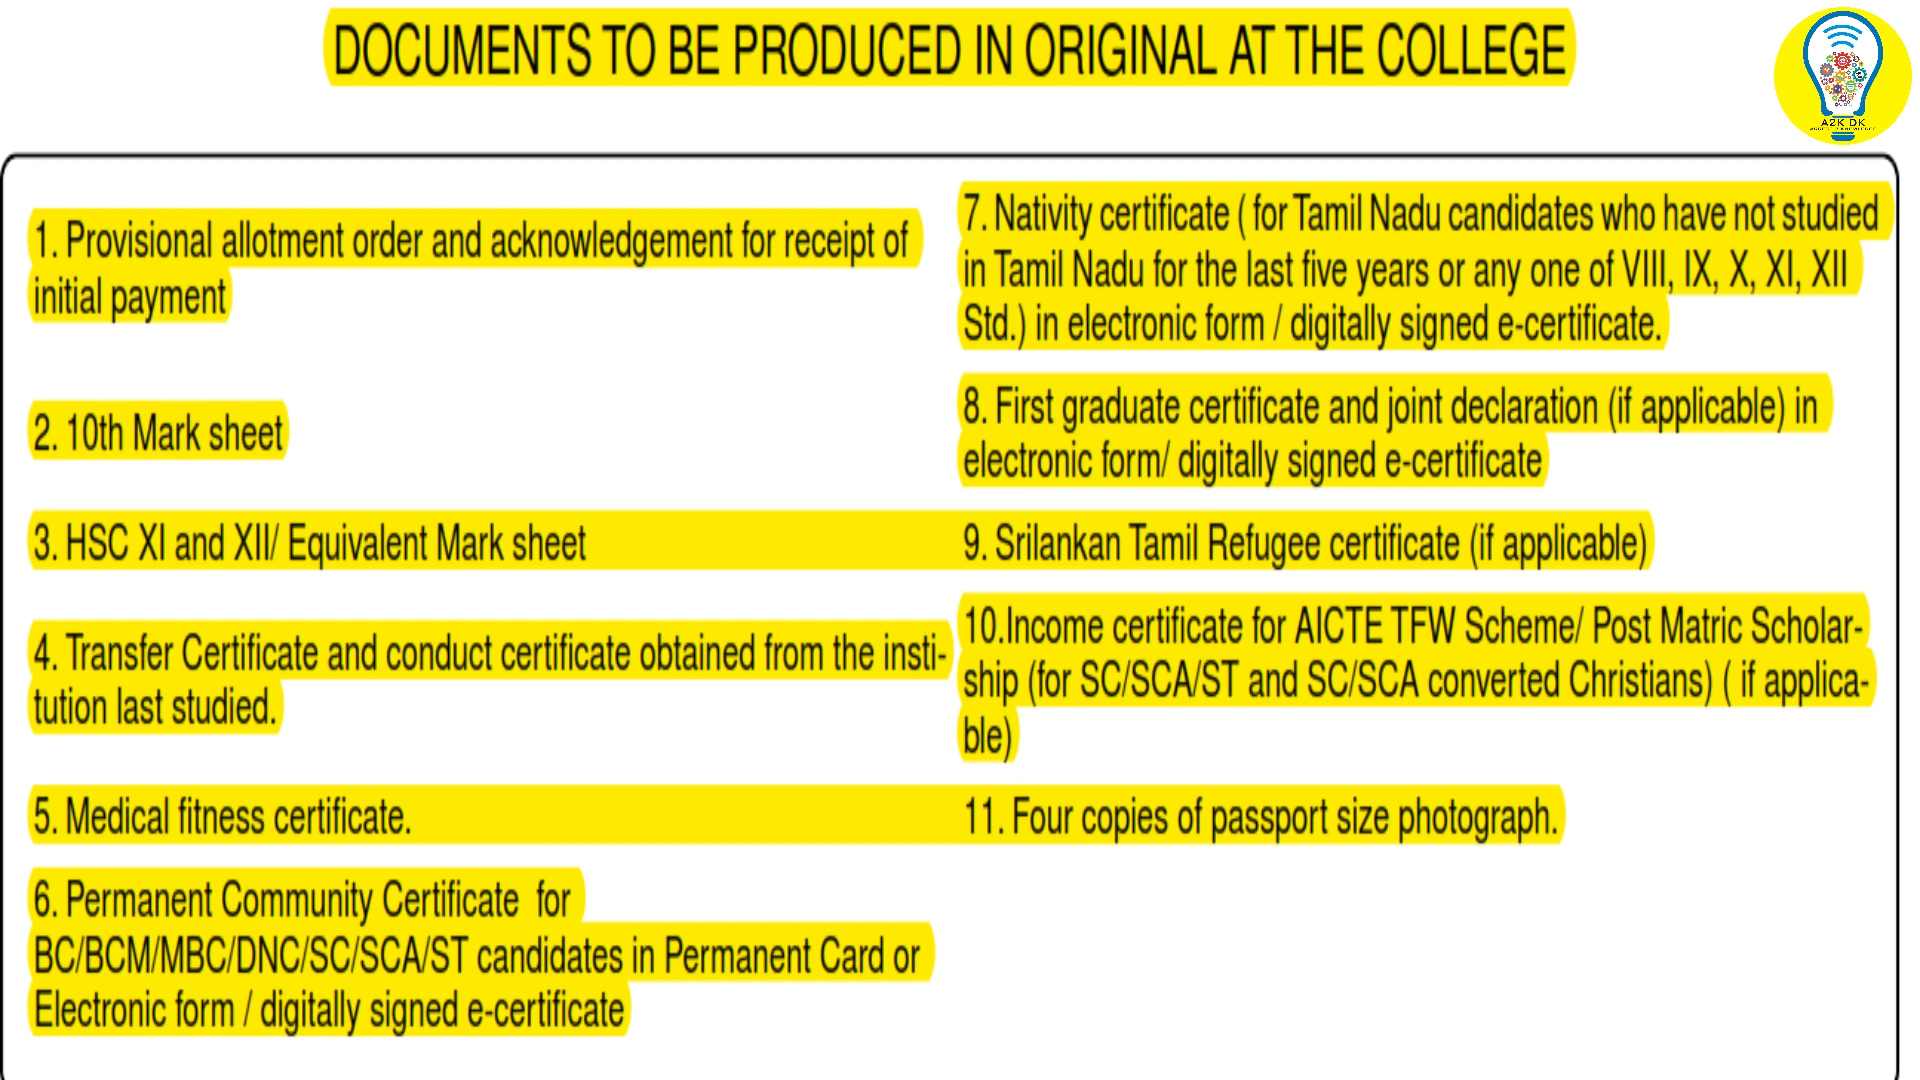 DOCUMENTS TO BE PRODUCED IN ORIGINAL AT THE COLLEGE
A2K DK
1. Provisional allotment order and acknowledgement for receipt of
initial payment
2. 10th Mark sheet
3. HSC XI and XII/ Equivalent Mark sheet
4. Transfer Certificate and conduct certificate obtained from the insti-
tution last studied.
5. Medical fitness certificate.
6. Permanent Community Certificate  for
BC/BCM/MBC/DNC/SC/SCA/ST candidates in Permanent Card or
Electronic form / digitally signed e-certificate
7. Nativity certificate ( for Tamil Nadu candidates who have not studied
in Tamil Nadu for the last five years or any one of VIII, IX, X, XI, XII
Std.) in electronic form / digitally signed e-certificate.
8. First graduate certificate and joint declaration (if applicable) in
electronic form/ digitally signed e-certificate
9. Srilankan Tamil Refugee certificate (if applicable)
10.Income certificate for AICTE TFW Scheme/ Post Matric Scholar-
ship (for SC/SCA/ST and SC/SCA converted Christians) ( if applica-
ble)
11. Four copies of passport size photograph.